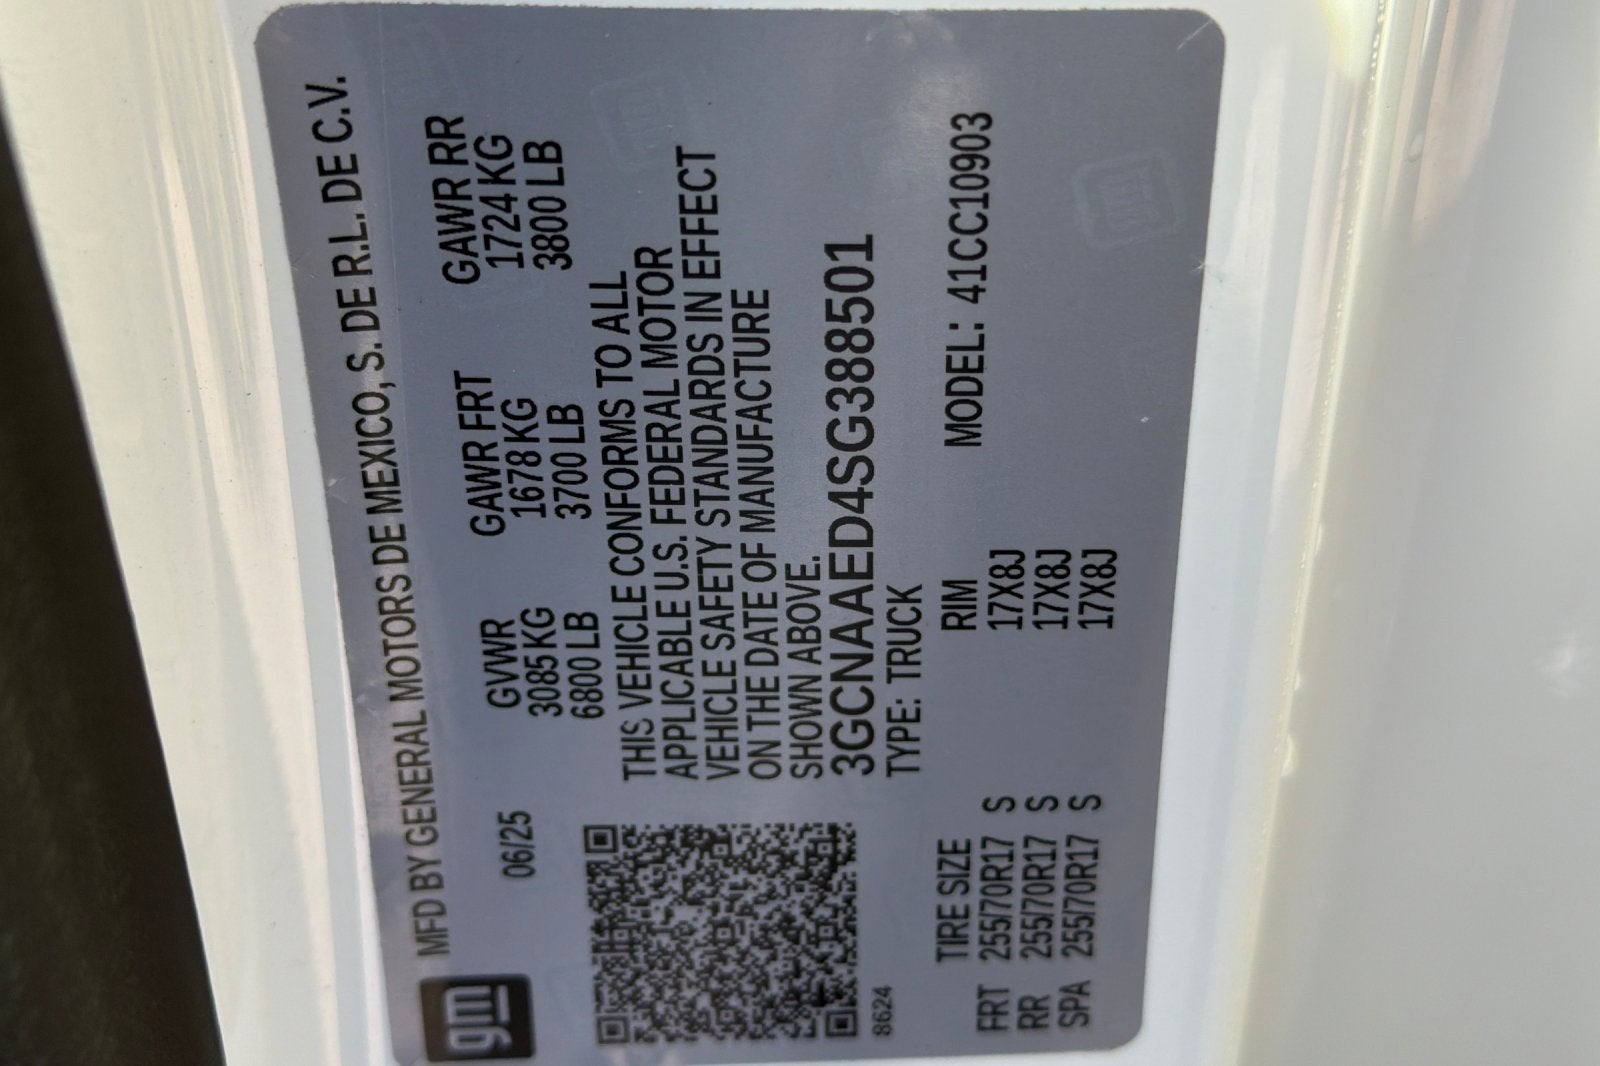 gm
MFD BY GENERAL MOTORS DE MEXICO, S. DE R.L. DE C.V.
06/25
GVWR GAWR FRT GAWR RR
3085 KG 1678 KG 1724 KG
6800 LB 3700 LB 3800 LB
THIS VEHICLE CONFORMS TO ALL
APPLICABLE U.S. FEDERAL MOTOR
VEHICLE SAFETY STANDARDS IN EFFECT
ON THE DATE OF MANUFACTURE
SHOWN ABOVE.
3GCNAAED4SG388501
TYPE: TRUCK
8624
MODEL: 41CC10903
TIRE SIZE RIM
FRT 255/70R17 S 17X8J
RR 255/70R17 S 17X8J
SPA 255/70R17 S 17X8J